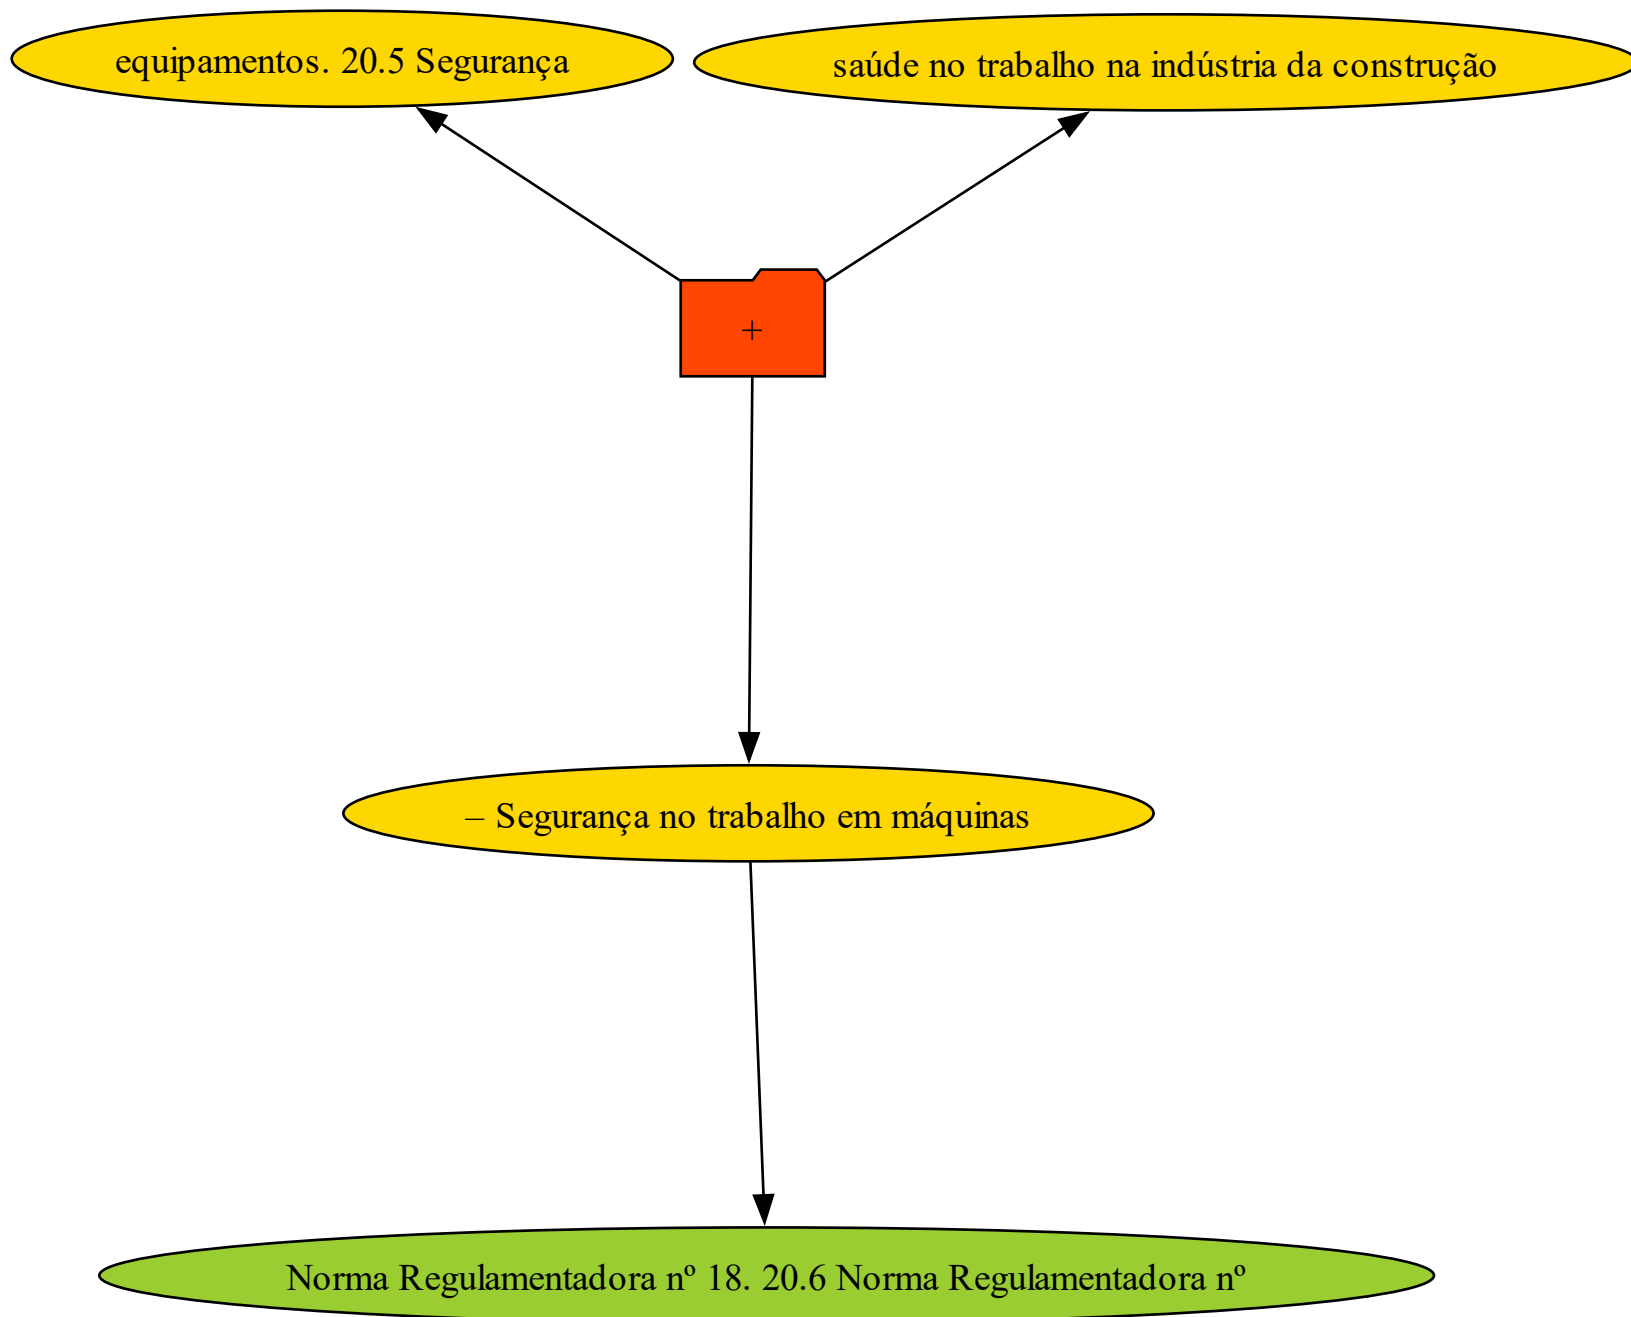 equipamentos. 20.5 Segurança
saúde no trabalho na indústria da construção
+
– Segurança no trabalho em máquinas
Norma Regulamentadora nº 18. 20.6 Norma Regulamentadora nº